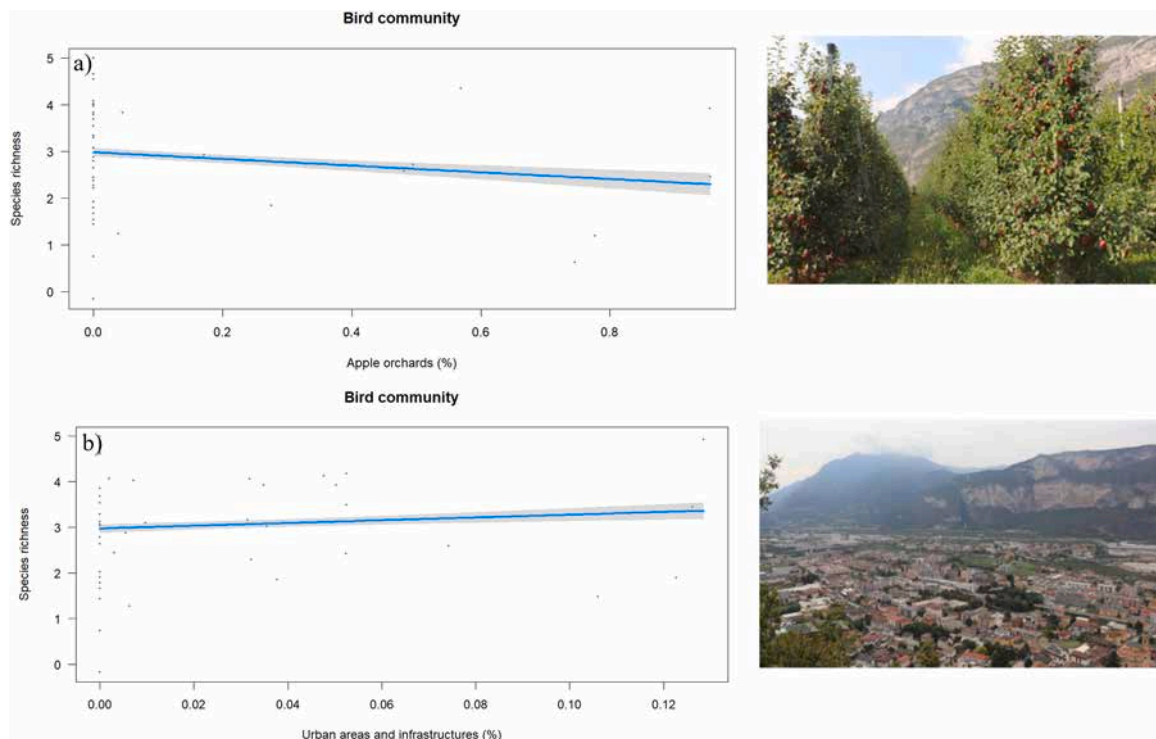 Bird community
a)
5
4
3
2
1
0
Species richness
0.0 0.2 0.4 0.6 0.8
Apple orchards (%)
Bird community
b)
5
4
3
2
1
0
Species richness
0.00 0.02 0.04 0.06 0.08 0.10 0.12
Urban areas and infrastructures (%)